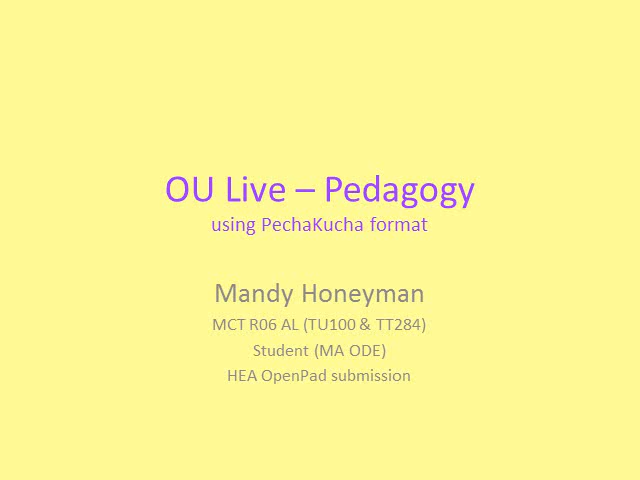 OU Live – Pedagogy
using PechaKucha format
Mandy Honeyman
MCT R06 AL (TU100 & TT284)
Student (MA ODE)
HEA OpenPad submission